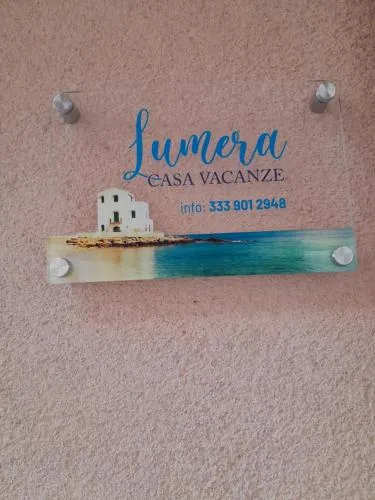 Lumera
CASA VACANZE
info: 333 901 2948